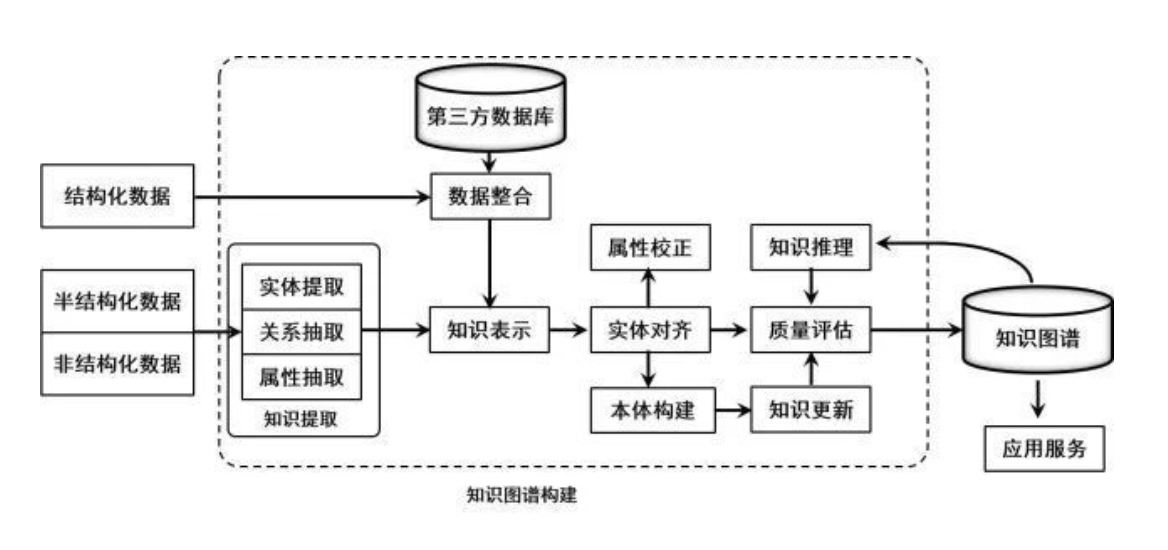 第三方数据库
结构化数据
数据整合
属性校正
知识推理
半结构化数据
非结构化数据
实体提取
关系抽取
属性抽取
知识提取
知识表示
实体对齐
质量评估
知识图谱
本体构建
知识更新
应用服务
知识图谱构建